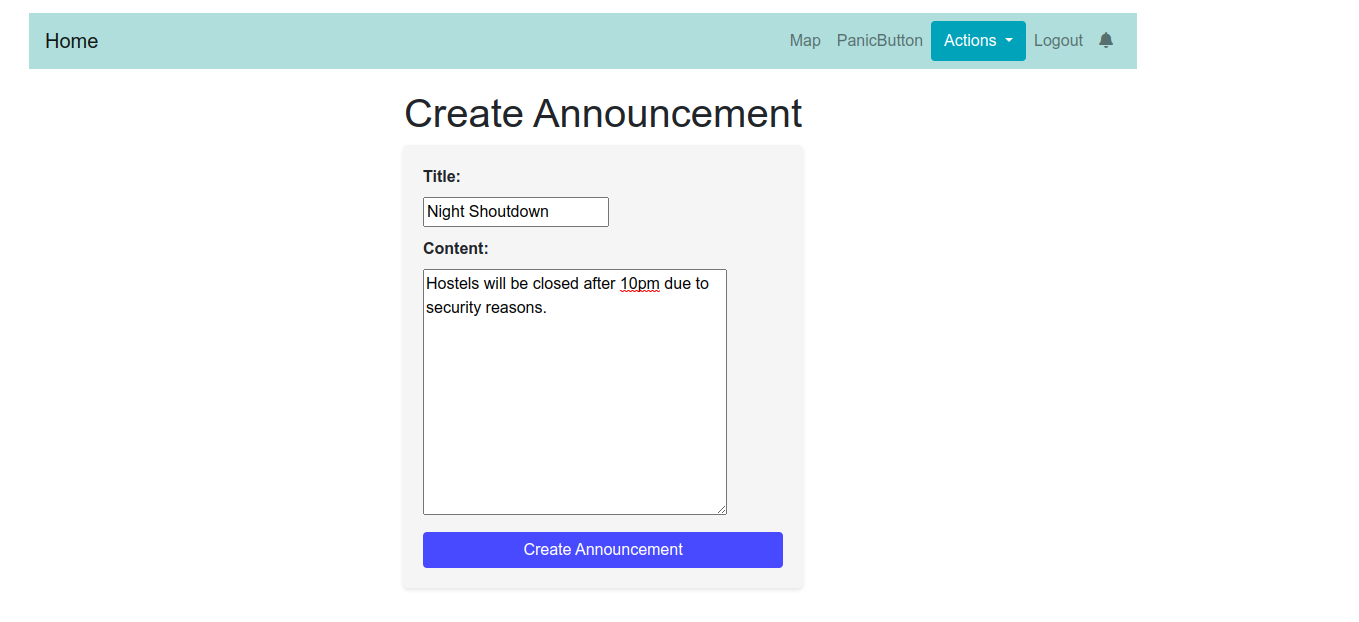 Home Map PanicButton Actions Logout
Create Announcement
Title:
Night Shoutdown
Content:
Hostels will be closed after 10pm due to
security reasons.
Create Announcement